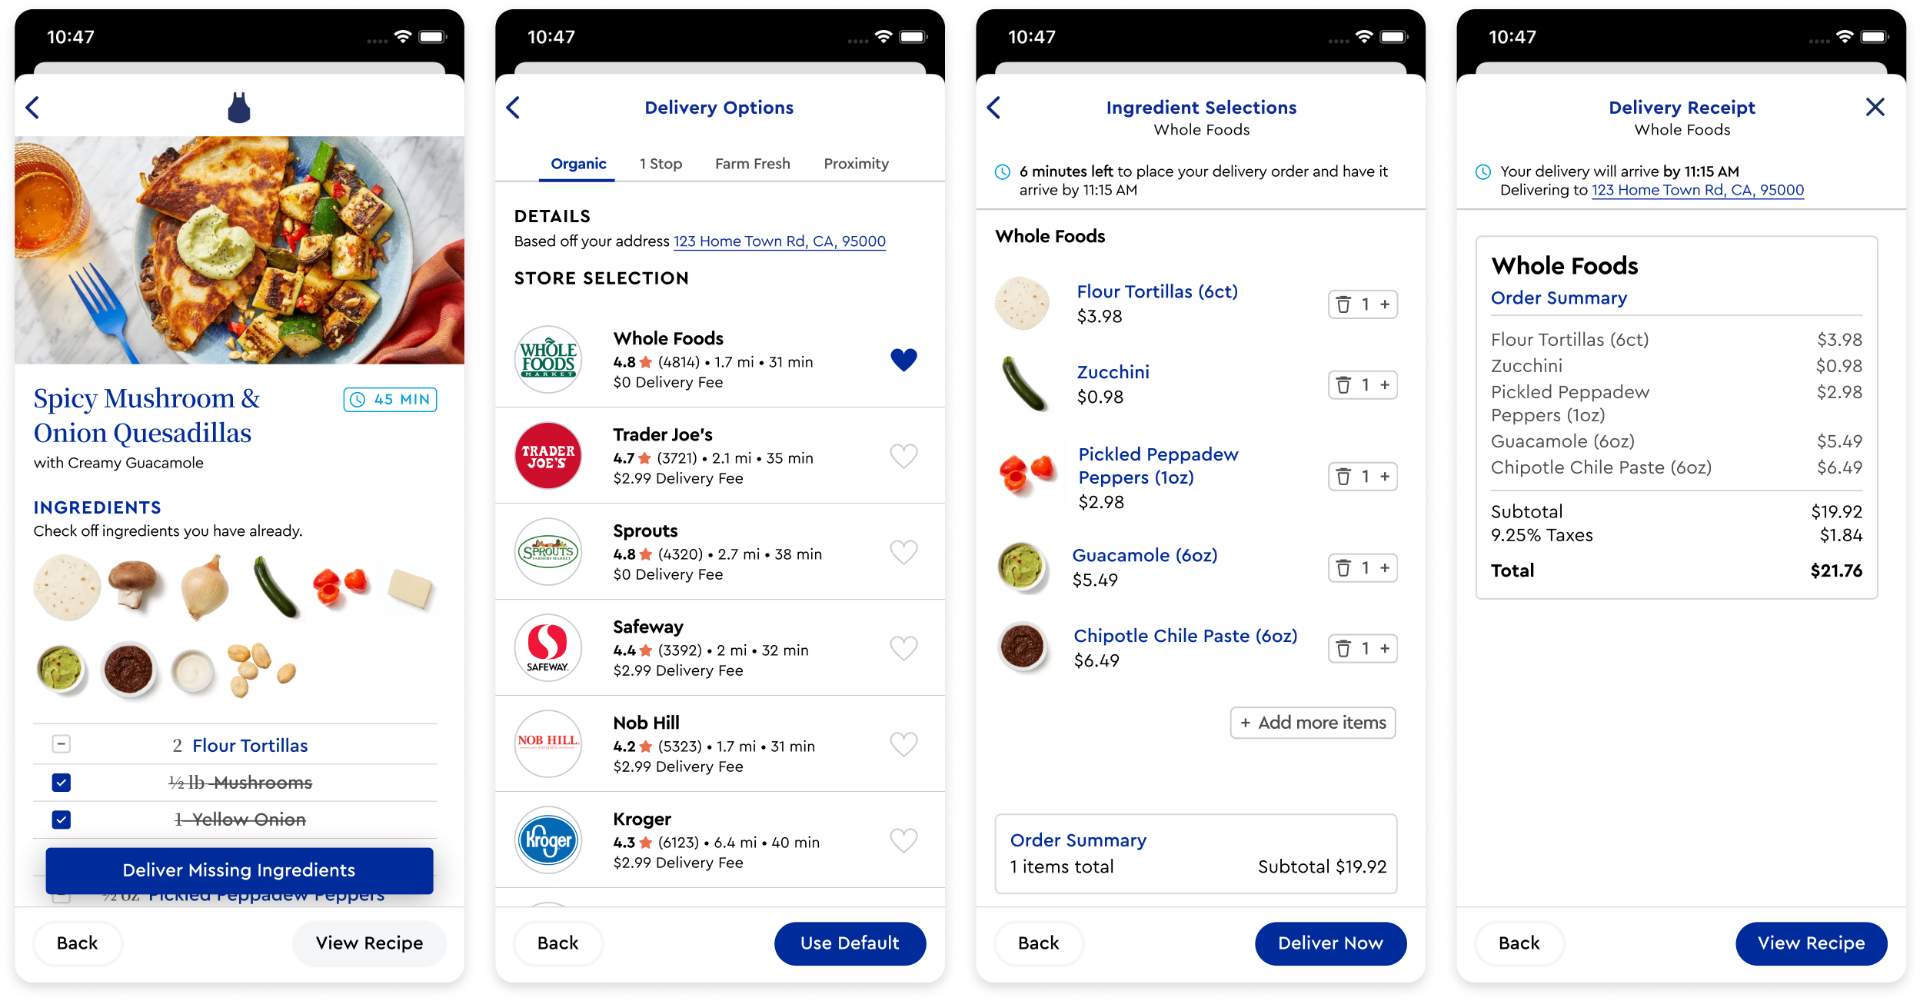 10:47
Spicy Mushroom &
Onion Quesadillas
45 MIN
with Creamy Guacamole
INGREDIENTS
Check off ingredients you have already.
2 Flour Tortillas
½ lb Mushrooms
1 Yellow Onion
Deliver Missing Ingredients
½ oz Pickled Peppadew Peppers
Back
View Recipe
10:47
Delivery Options
Organic
1 Stop
Farm Fresh
Proximity
DETAILS
Based off your address 123 Home Town Rd, CA, 95000
STORE SELECTION
WHOLE
FOODS
MARKET
Whole Foods
4.8 ★ (4814) • 1.7 mi • 31 min
$0 Delivery Fee
TRADER
JOE'S
Trader Joe's
4.7 ★ (3721) • 2.1 mi • 35 min
$2.99 Delivery Fee
SPROUTS
FARMERS MARKET
Sprouts
4.8 ★ (4320) • 2.7 mi • 38 min
$0 Delivery Fee
SAFEWAY
Safeway
4.4 ★ (3392) • 2 mi • 32 min
$2.99 Delivery Fee
NOB HILL
FOODS
Nob Hill
4.2 ★ (5323) • 1.7 mi • 31 min
$2.99 Delivery Fee
Kroger
Kroger
4.3 ★ (6123) • 6.4 mi • 40 min
$2.99 Delivery Fee
Back
Use Default
10:47
Ingredient Selections
Whole Foods
6 minutes left to place your delivery order and have it
arrive by 11:15 AM
Whole Foods
Flour Tortillas (6ct)
$3.98
1 +
Zucchini
$0.98
1 +
Pickled Peppadew
Peppers (1oz)
$2.98
1 +
Guacamole (6oz)
$5.49
1 +
Chipotle Chile Paste (6oz)
$6.49
1 +
+ Add more items
Order Summary
1 items total Subtotal $19.92
Back
Deliver Now
10:47
Delivery Receipt
Whole Foods
Your delivery will arrive by 11:15 AM
Delivering to 123 Home Town Rd, CA, 95000
Whole Foods
Order Summary
Flour Tortillas (6ct) $3.98
Zucchini $0.98
Pickled Peppadew $2.98
Peppers (1oz)
Guacamole (6oz) $5.49
Chipotle Chile Paste (6oz) $6.49
Subtotal $19.92
9.25% Taxes $1.84
Total $21.76
Back
View Recipe